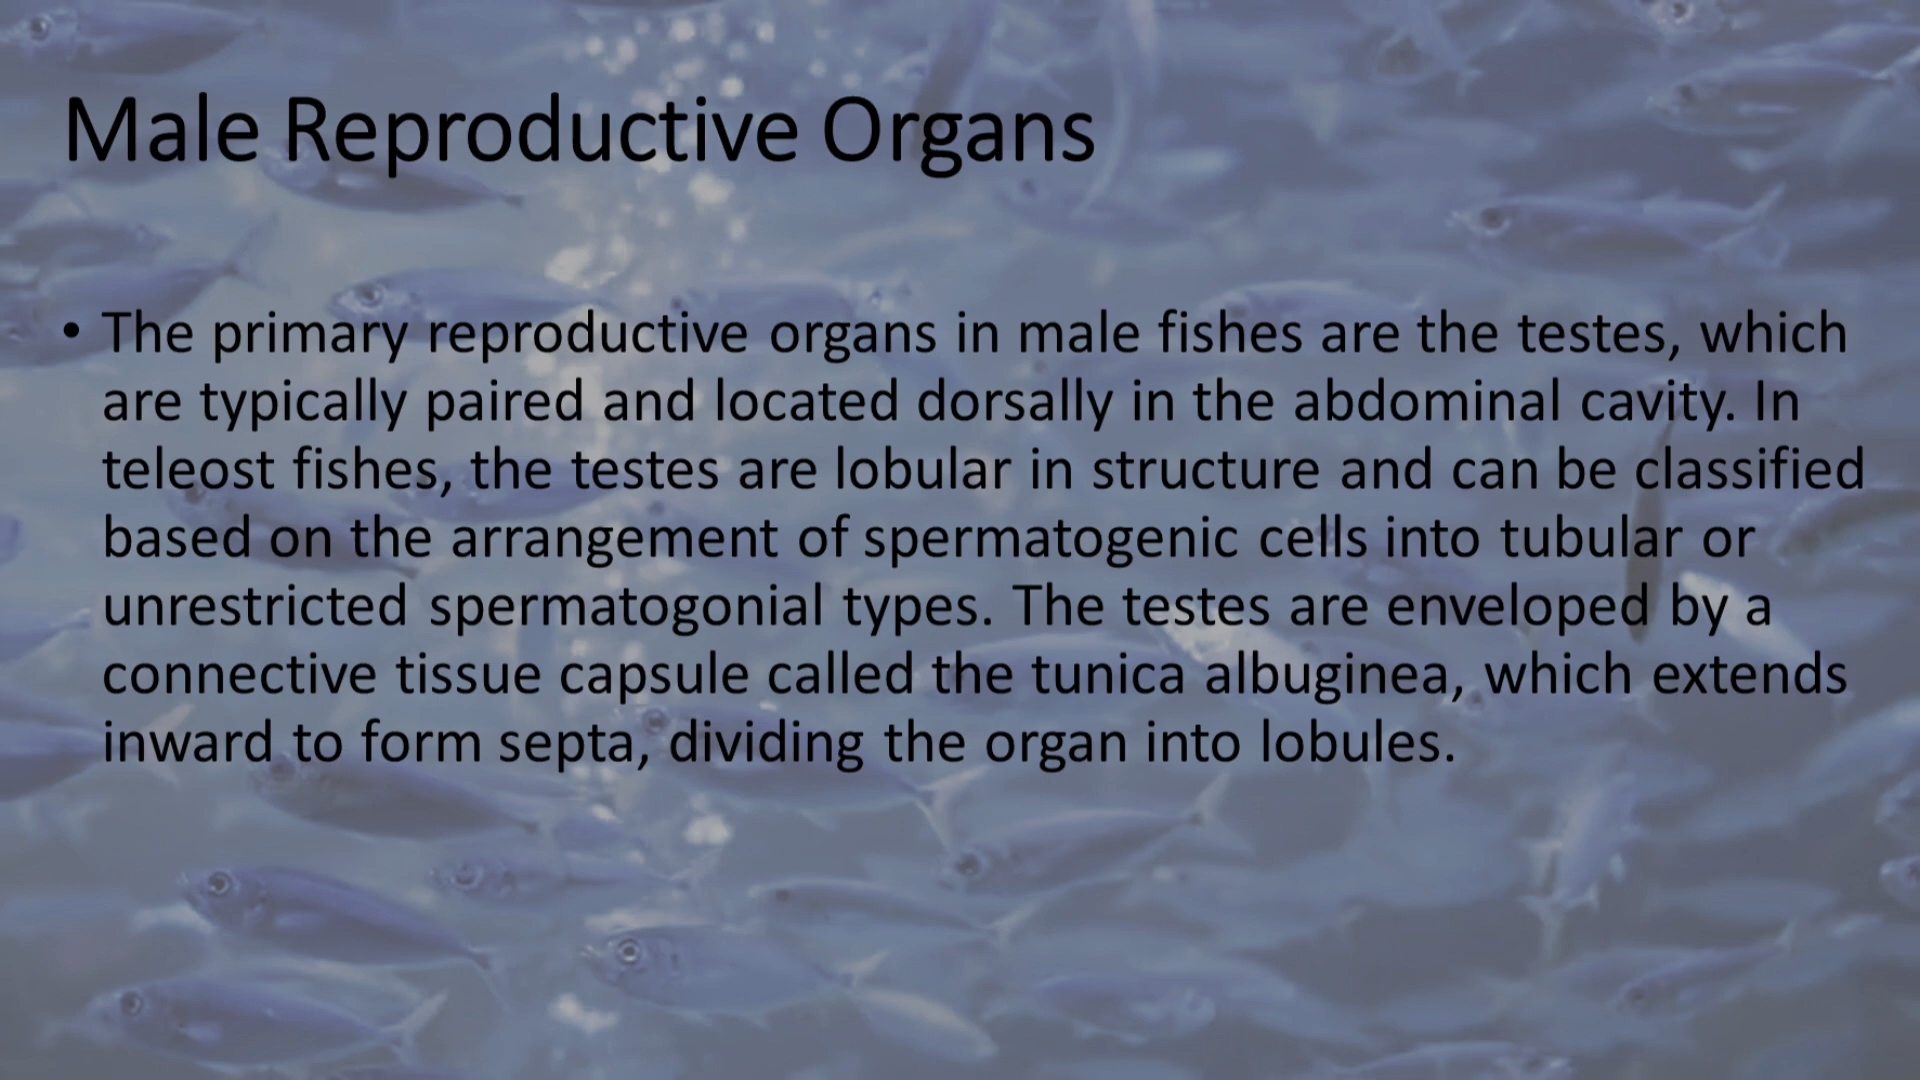 Male Reproductive Organs
• The primary reproductive organs in male fishes are the testes, which
are typically paired and located dorsally in the abdominal cavity. In
teleost fishes, the testes are lobular in structure and can be classified
based on the arrangement of spermatogenic cells into tubular or
unrestricted spermatogonial types. The testes are enveloped by a
connective tissue capsule called the tunica albuginea, which extends
inward to form septa, dividing the organ into lobules.